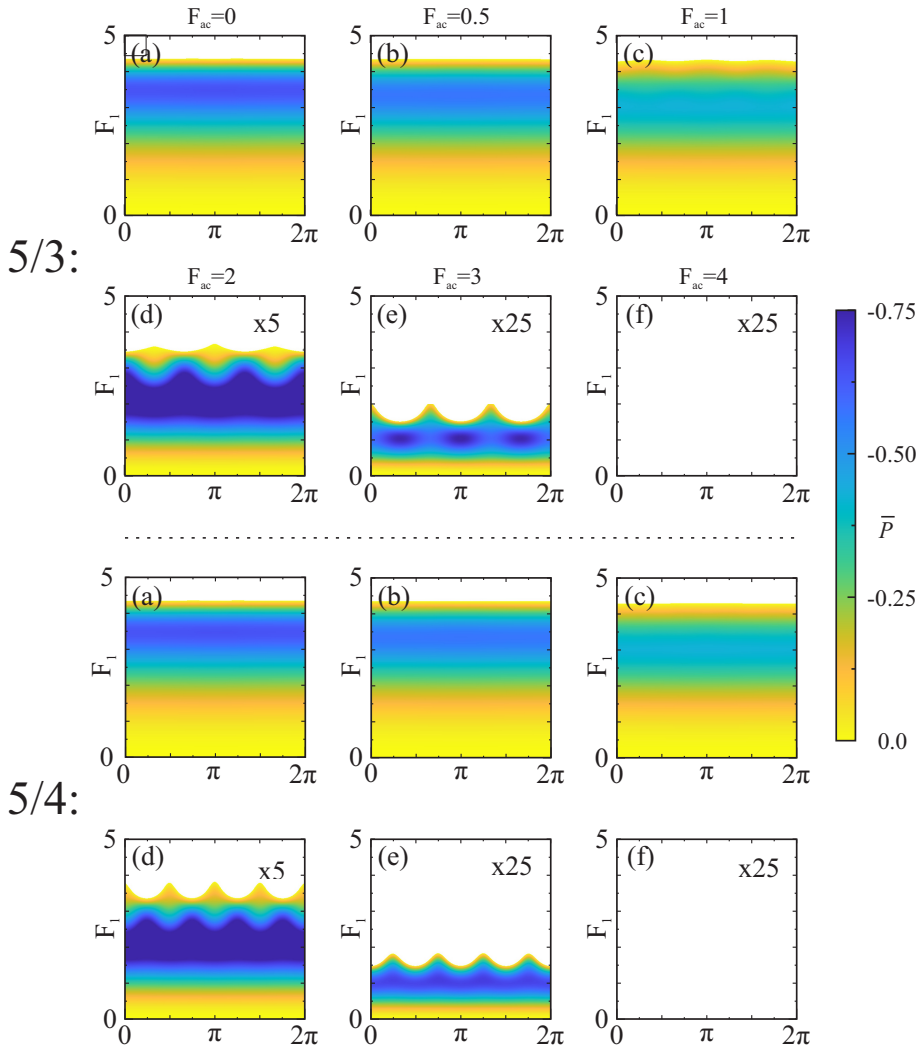 F_ac=0 F_ac=0.5 F_ac=1
5 (a) (b) 5 (c)
F_1 F_1 F_1
0 0 0
0 π 2π 0 π 2π 0 π 2π
5/3:
F_ac=2 F_ac=3 F_ac=4
5 (d) x5 5 (e) x25 5 (f) x25
F_1 F_1 F_1
0 0 0
0 π 2π 0 π 2π 0 π 2π
-0.75
-0.50
P̅
-0.25
0.0
5 (a) 5 (b) 5 (c)
F_1 F_1 F_1
0 0 0
0 π 2π 0 π 2π 0 π 2π
5/4:
5 (d) x5 5 (e) x25 5 (f) x25
F_1 F_1 F_1
0 0 0
0 π 2π 0 π 2π 0 π 2π